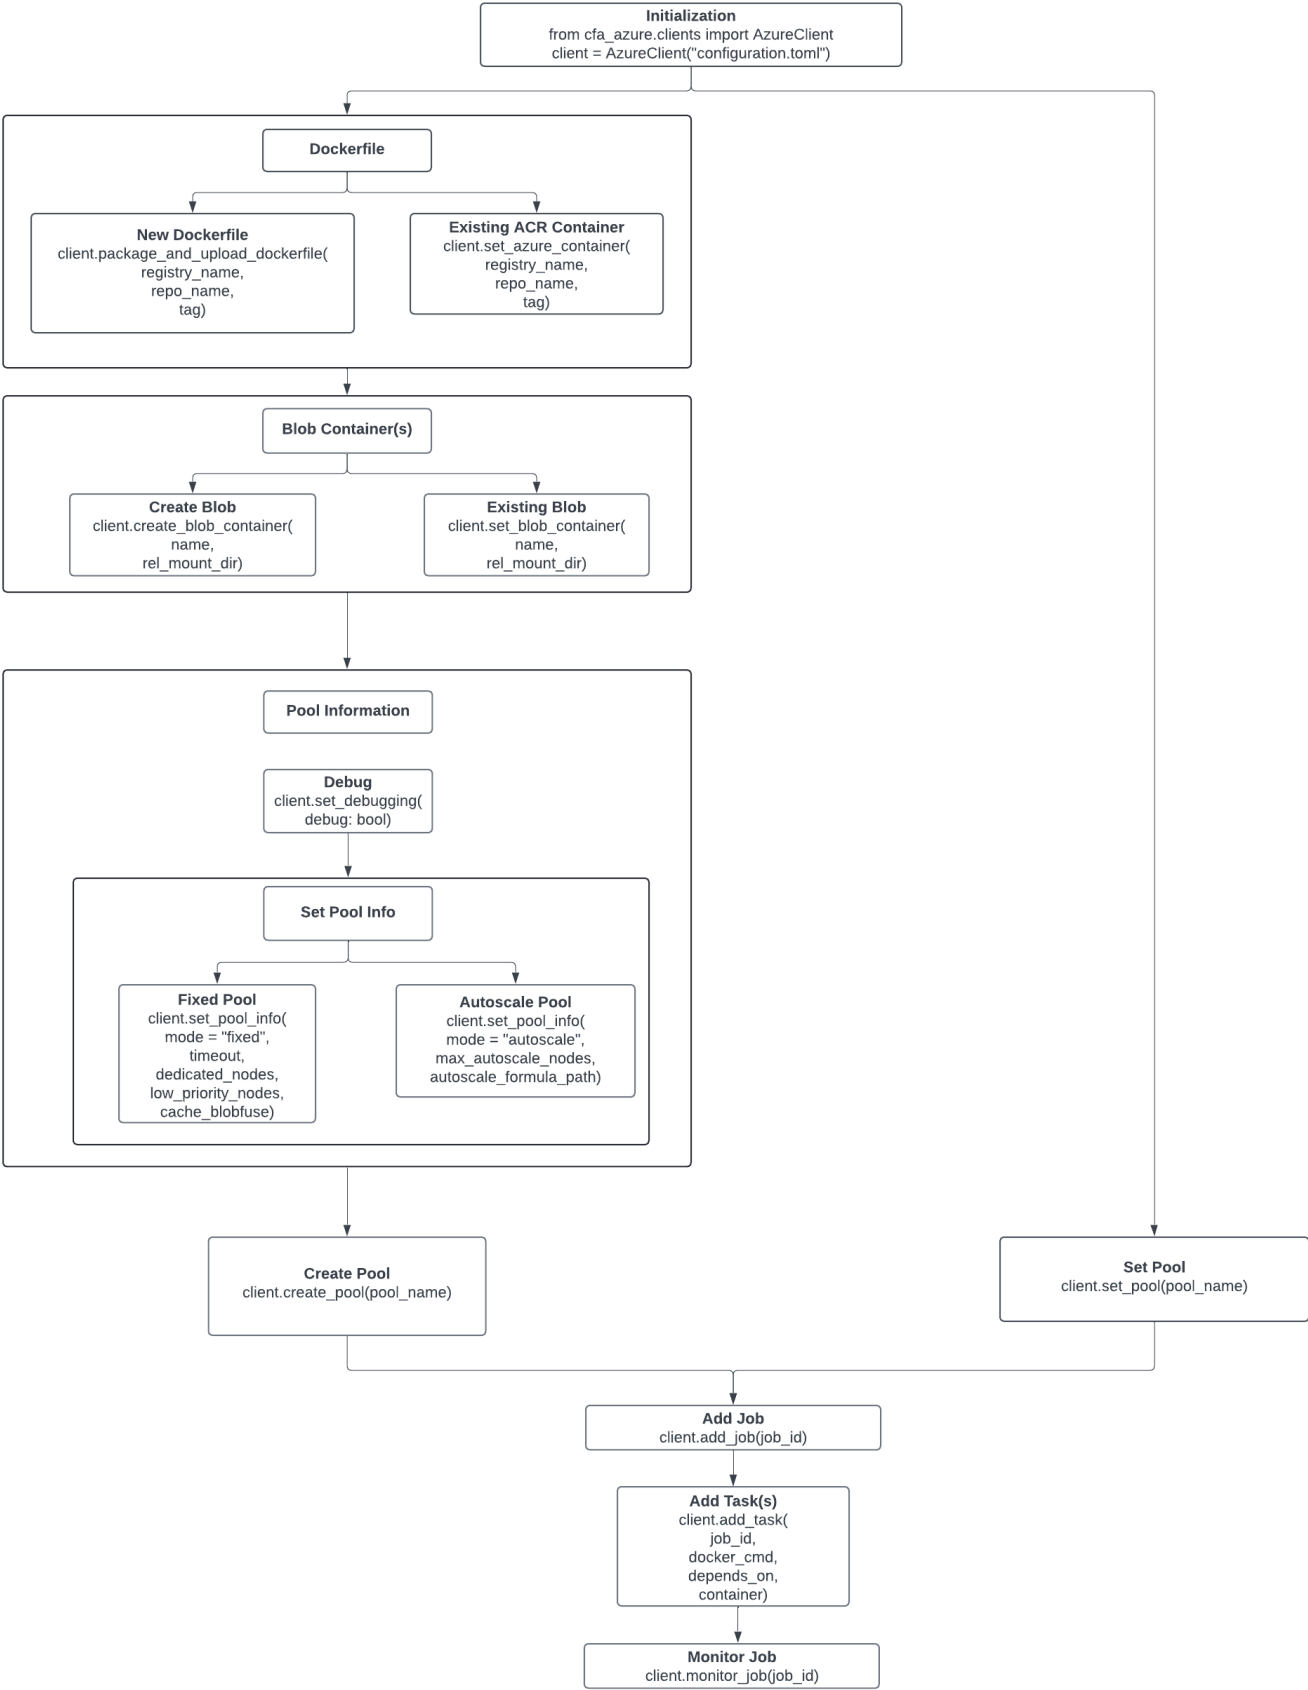 Initialization
from cfa_azure.clients import AzureClient
client = AzureClient("configuration.toml")
Dockerfile
New Dockerfile
client.package_and_upload_dockerfile(
registry_name,
repo_name,
tag)
Existing ACR Container
client.set_azure_container(
registry_name,
repo_name,
tag)
Blob Container(s)
Create Blob
client.create_blob_container(
name,
rel_mount_dir)
Existing Blob
client.set_blob_container(
name,
rel_mount_dir)
Pool Information
Debug
client.set_debugging(
debug: bool)
Set Pool Info
Fixed Pool
client.set_pool_info(
mode = "fixed",
timeout,
dedicated_nodes,
low_priority_nodes,
cache_blobfuse)
Autoscale Pool
client.set_pool_info(
mode = "autoscale",
max_autoscale_nodes,
autoscale_formula_path)
Create Pool
client.create_pool(pool_name)
Set Pool
client.set_pool(pool_name)
Add Job
client.add_job(job_id)
Add Task(s)
client.add_task(
job_id,
docker_cmd,
depends_on,
container)
Monitor Job
client.monitor_job(job_id)